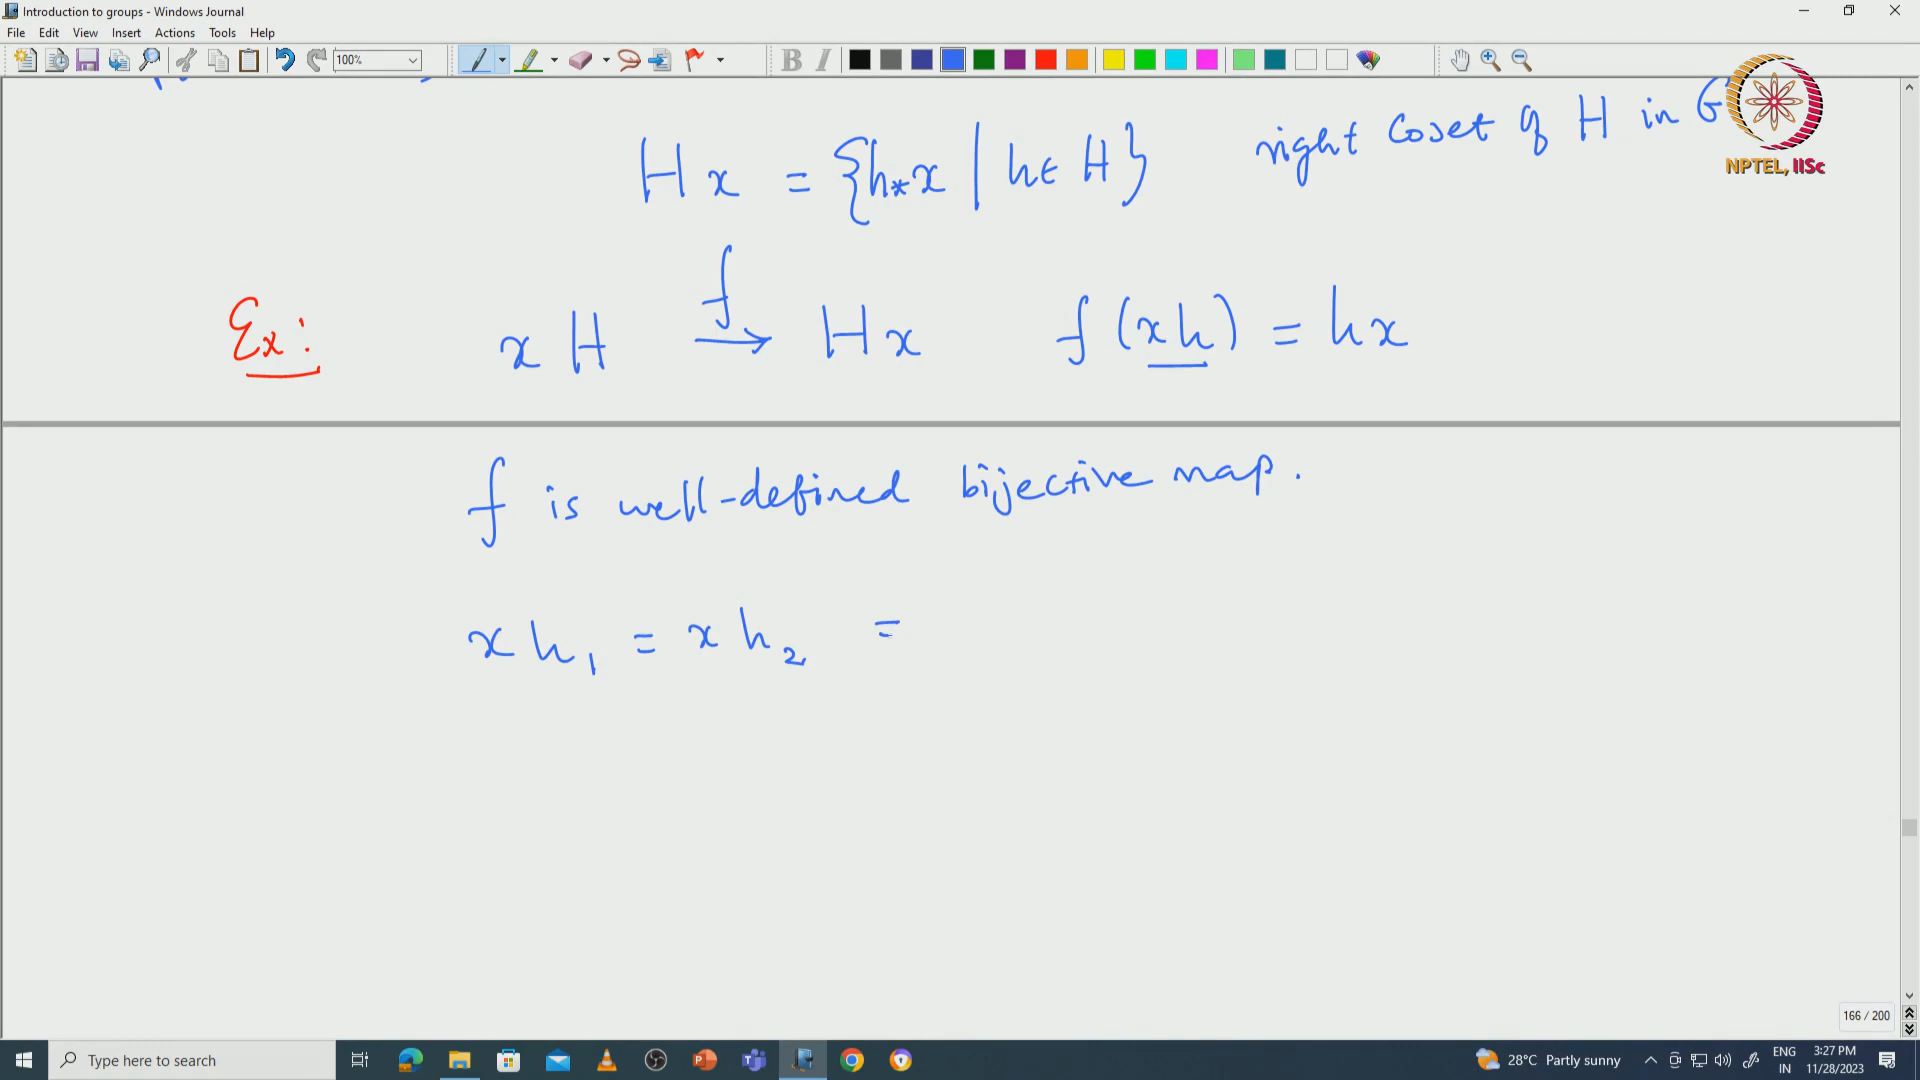 Introduction to groups - Windows Journal
File Edit View Insert Actions Tools Help
100%
Hx = {h*x | h∈H} right coset of H in G
NPTEL, IISc
Ex: xH f→ Hx f(xh) = hx
f is well-defined bijective map.
xh₁ = xh₂ =
166 / 200
Type here to search
28°C Partly sunny
ENG
IN
3:27 PM
11/28/2023